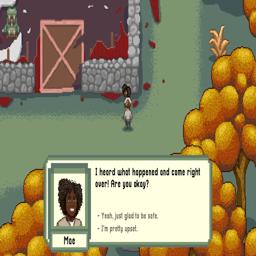 I heard what happened and came right
over! Are you okay?
- Yeah, just glad to be safe.
- I'm pretty upset.
Mae